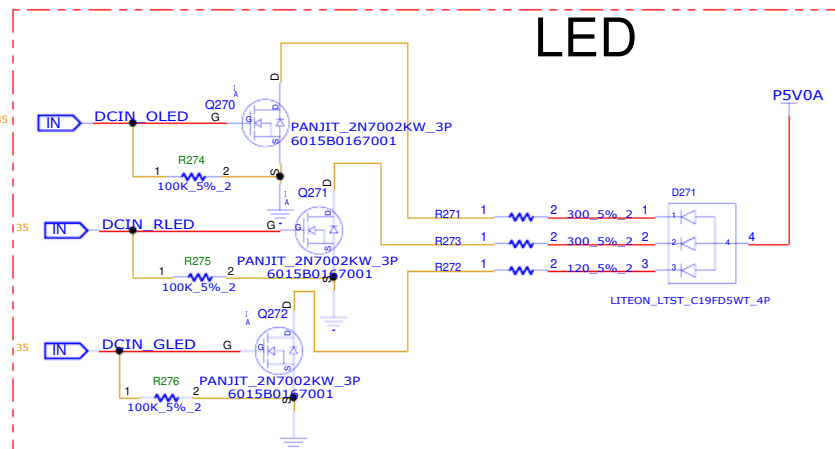 LED
P5V0A
D
I
A
Q270
35
IN
DCIN_OLED
G
G
D
S
PANJIT_2N7002KW_3P
6015B0167001
R274
1
2
100K_5%_2
S
D
I
A
Q271
D271
35
IN
DCIN_RLED
G
G
D
S
R271
1
2
300_5%_2
1
1
R273
1
2
300_5%_2
2
2
4
4
R272
1
2
120_5%_2
3
3
LITEON_LTST_C19FD5WT_4P
PANJIT_2N7002KW_3P
6015B0167001
R275
1
2
100K_5%_2
S
D
I
A
Q272
35
IN
DCIN_GLED
G
G
D
S
PANJIT_2N7002KW_3P
6015B0167001
R276
1
2
100K_5%_2
S